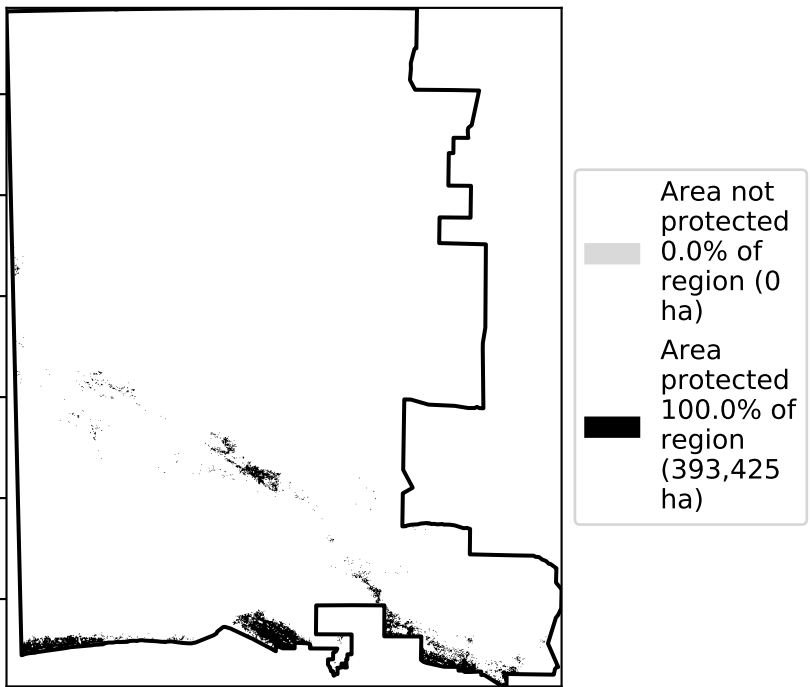 Area not
protected
0.0% of
region (0
ha)
Area
protected
100.0% of
region
(393,425
ha)